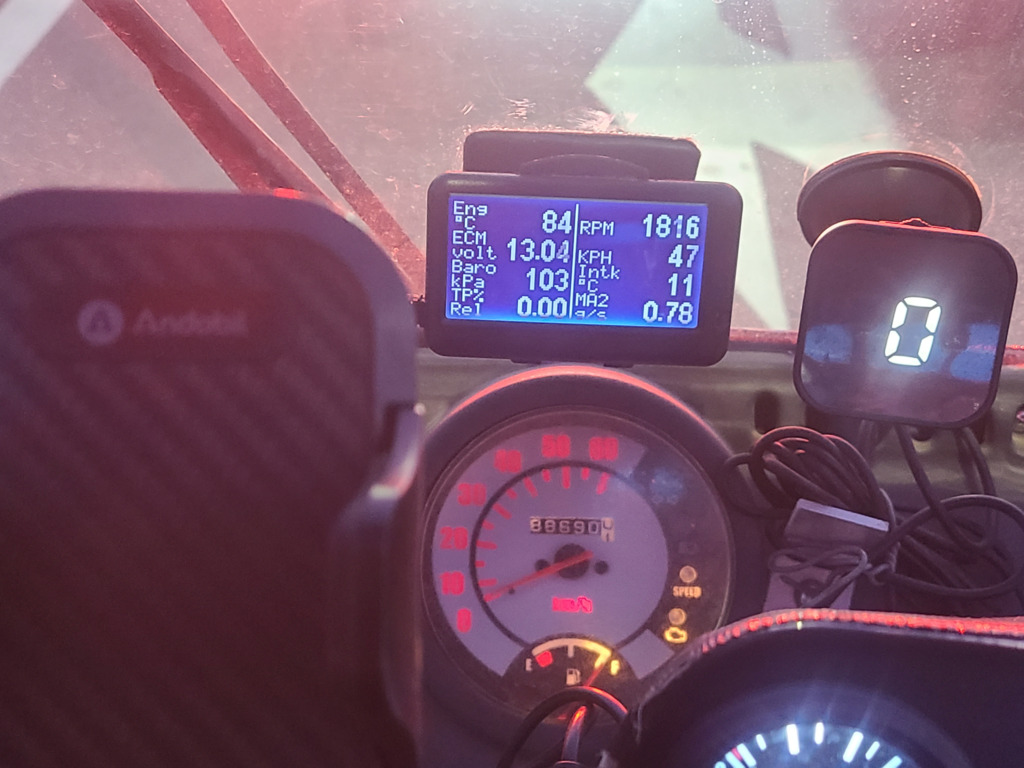 Andobil
Eng °C 84
RPM 1816
ECM volt 13.04
KPH 47
Baro kPa 103
Intk °C 11
TP% Rel 0.00
MA2 g/s 0.78
0
0
10
20
30
40
50
60
SPEED
E
F